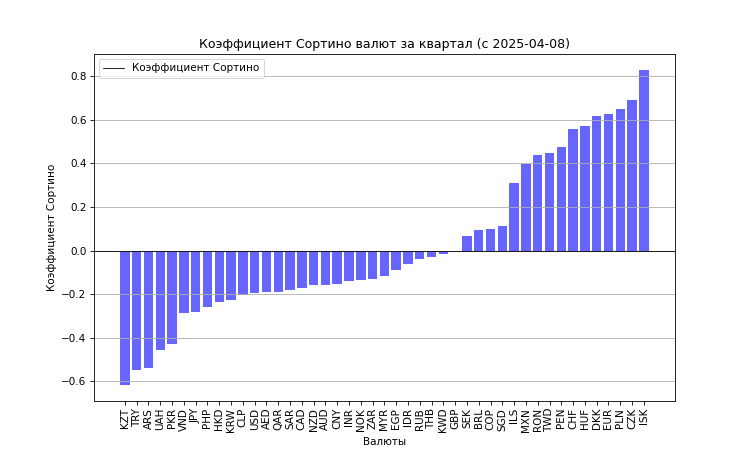 Коэффициент Сортино валют за квартал (с 2025-04-08)
Коэффициент Сортино
0.8
0.6
0.4
0.2
0.0
−0.2
−0.4
−0.6
Коэффициент Сортино
KZT TRY ARS UAH PKR VND JPY PHP HKD KRW CLP USD AED QAR SAR CAD NZD AUD CNY INR NOK ZAR MYR EGP IDR RUB THB KWD GBP SEK BRL COP SGD ILS MXN RON TWD PEN CHF HUF DKK EUR PLN CZK ISK
Валюты